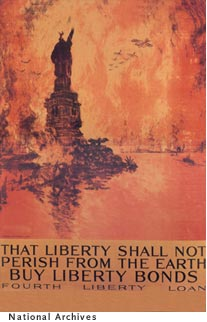 THAT LIBERTY SHALL NOT
PERISH FROM THE EARTH
BUY LIBERTY BONDS
FOURTH LIBERTY LOAN
National Archives